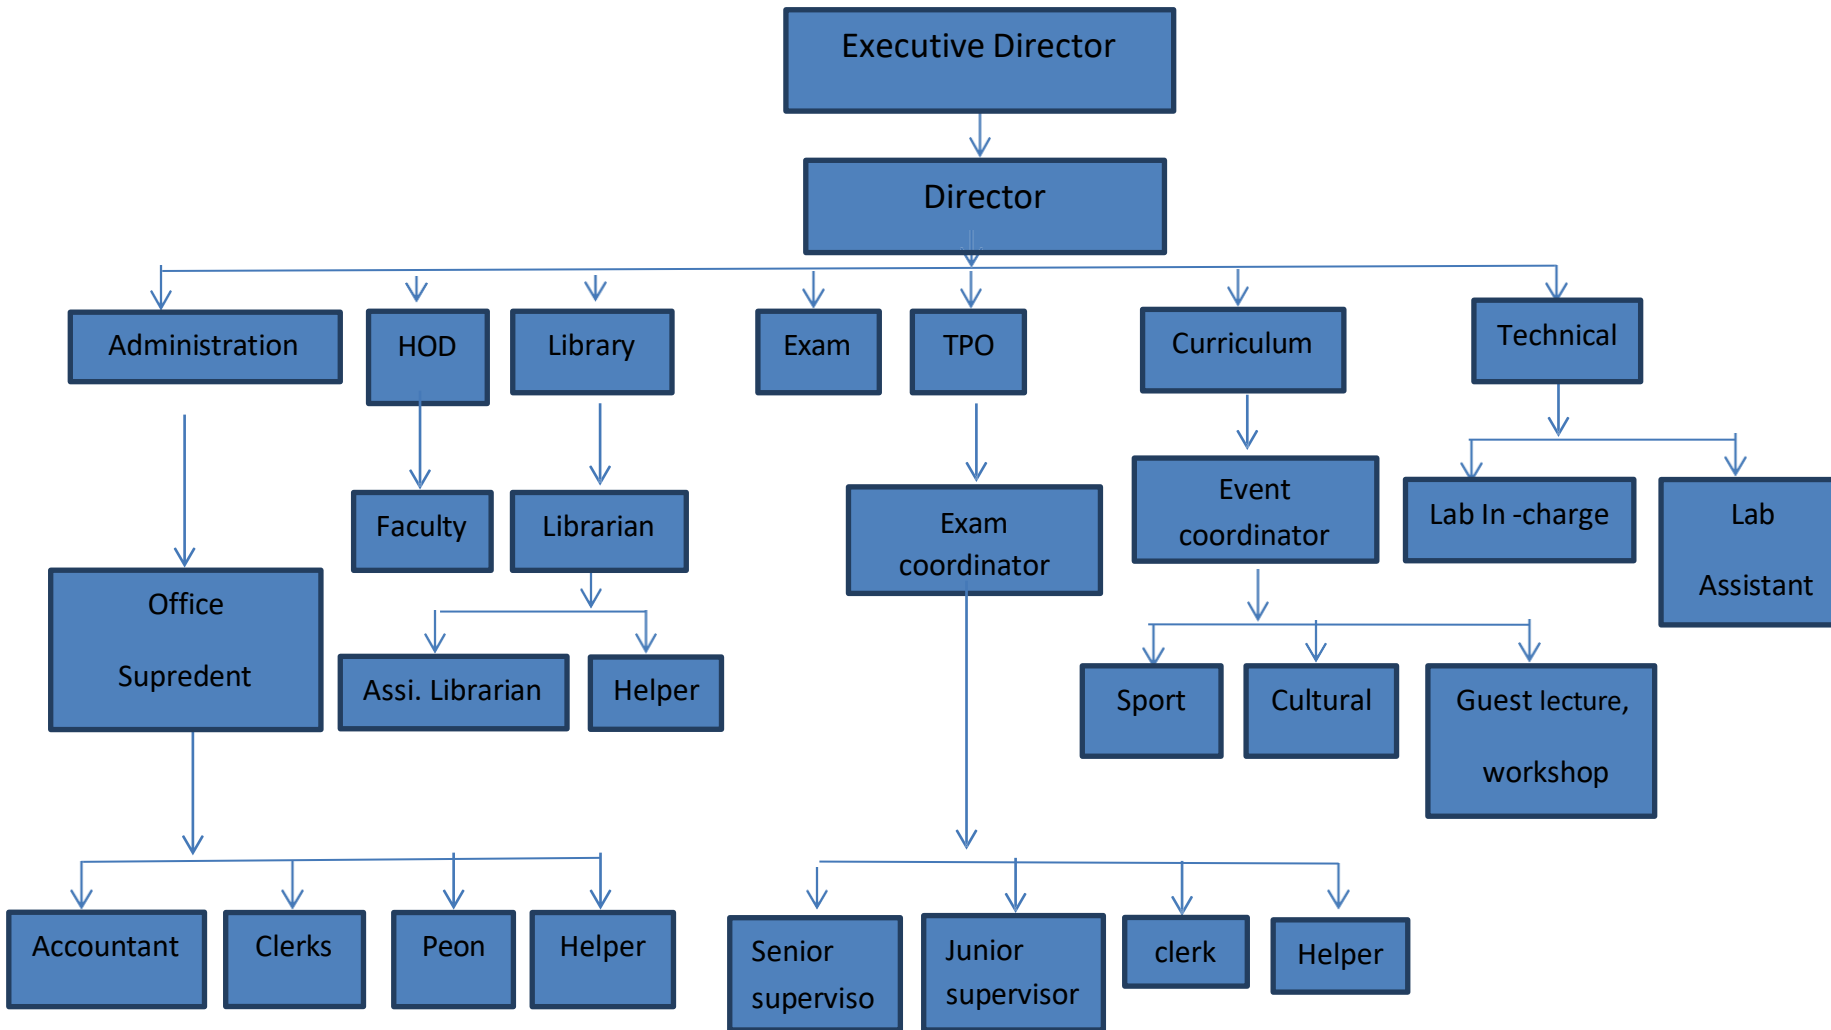 Executive Director
Director
Administration
HOD
Library
Exam
TPO
Curriculum
Technical
Faculty
Librarian
Exam
coordinator
Event
coordinator
Lab In -charge
Lab
Assistant
Office
Supredent
Assi. Librarian
Helper
Sport
Cultural
Guest lecture,
workshop
Accountant
Clerks
Peon
Helper
Senior
superviso
Junior
supervisor
clerk
Helper